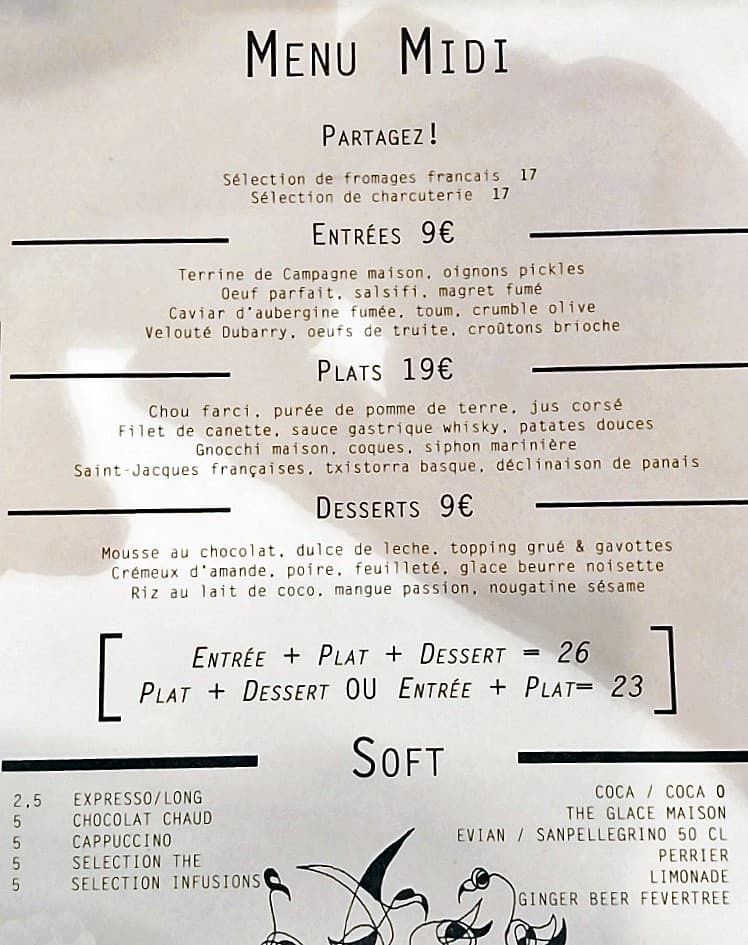 MENU MIDI
PARTAGEZ!
Sélection de fromages francais 17
Sélection de charcuterie 17
ENTRÉES 9€
Terrine de Campagne maison, oignons pickles
Oeuf parfait, salsifi, magret fumé
Caviar d'aubergine fumée, toum, crumble olive
Velouté Dubarry, oeufs de truite, croûtons brioche
PLATS 19€
Chou farci, purée de pomme de terre, jus corsé
Filet de canette, sauce gastrique whisky, patates douces
Gnocchi maison, coques, siphon marinière
Saint-Jacques françaises, txistorra basque, déclinaison de panais
DESSERTS 9€
Mousse au chocolat, dulce de leche, topping grué & gavottes
Crémeux d'amande, poire, feuilleté, glace beurre noisette
Riz au lait de coco, mangue passion, nougatine sésame
ENTRÉE + PLAT + DESSERT = 26
PLAT + DESSERT OU ENTRÉE + PLAT= 23
SOFT
2,5 EXPRESSO/LONG
5 CHOCOLAT CHAUD
5 CAPPUCCINO
5 SELECTION THE
5 SELECTION INFUSIONS
COCA / COCA 0
THE GLACE MAISON
EVIAN / SANPELLEGRINO 50 CL
PERRIER
LIMONADE
GINGER BEER FEVERTREE